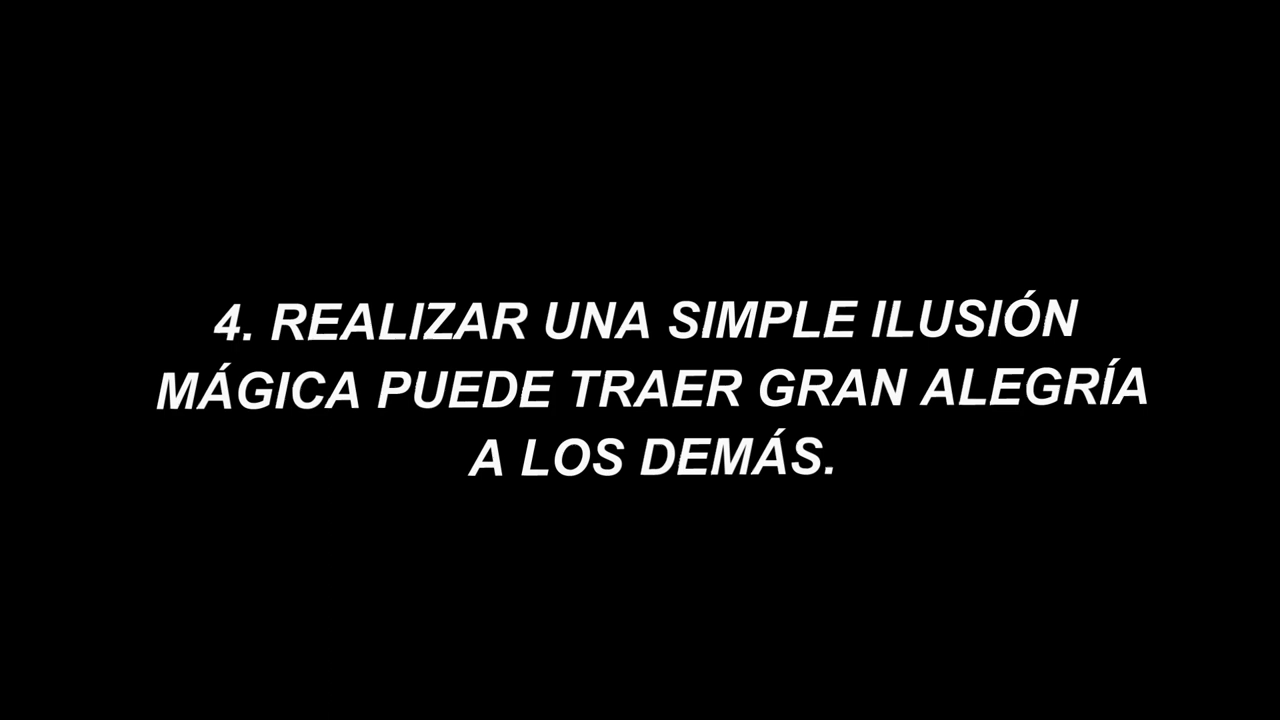 4. REALIZAR UNA SIMPLE ILUSIÓN
MÁGICA PUEDE TRAER GRAN ALEGRÍA
A LOS DEMÁS.